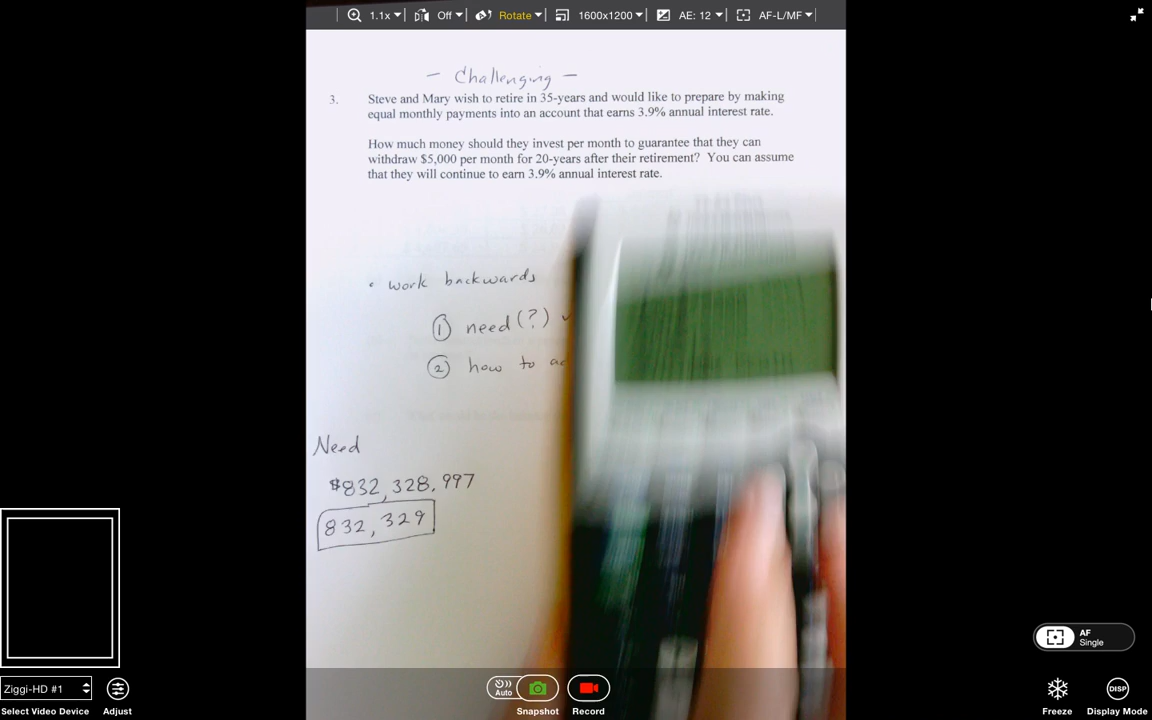 1.1x
Off
Rotate
1600x1200
AE: 12
AF-L/MF
- Challenging -
3. Steve and Mary wish to retire in 35-years and would like to prepare by making
equal monthly payments into an account that earns 3.9% annual interest rate.
How much money should they invest per month to guarantee that they can
withdraw $5,000 per month for 20-years after their retirement? You can assume
that they will continue to earn 3.9% annual interest rate.
• work backwards
① need (?)
② how to
Need
$832,328.997
832,329
AF
Single
Ziggi-HD #1
Select Video Device
Adjust
Auto
Snapshot
Record
Freeze
DISP
Display Mode